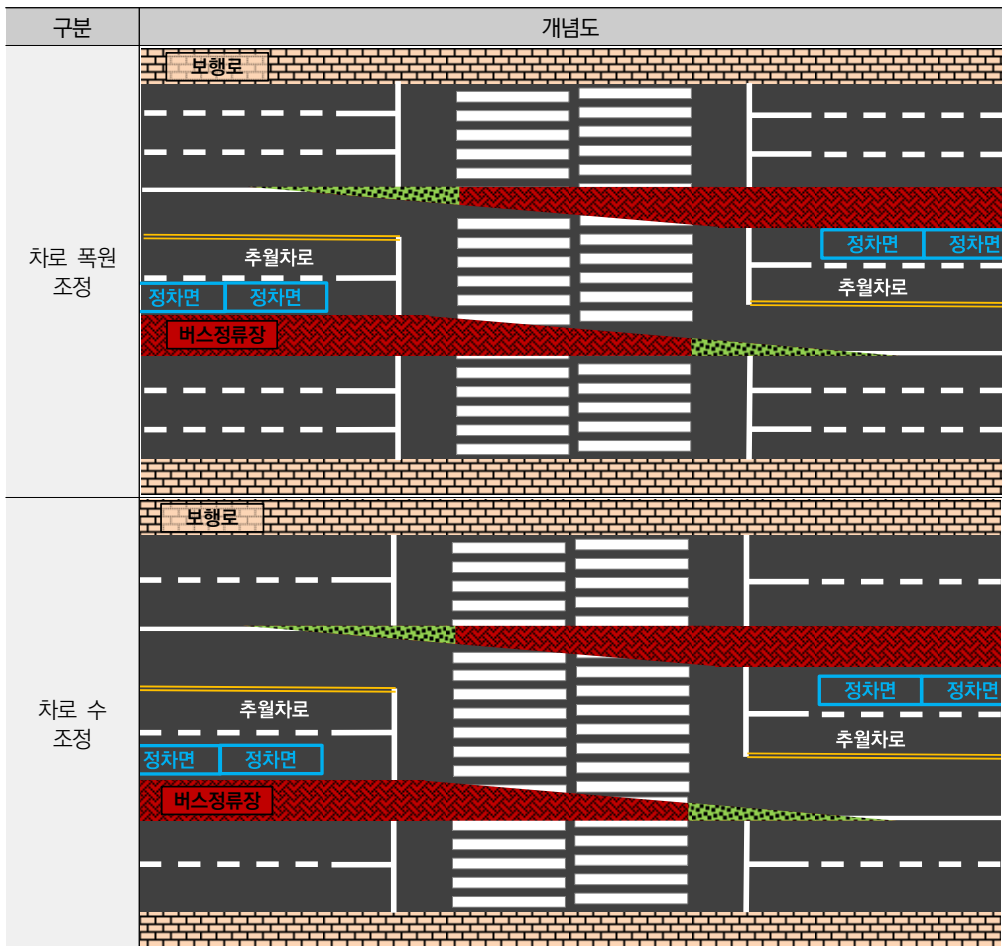 구분
개념도
보행로
차로 폭원
조정
추월차로
정차면
정차면
버스정류장
정차면
정차면
추월차로
보행로
차로 수
조정
추월차로
정차면
정차면
버스정류장
정차면
정차면
추월차로